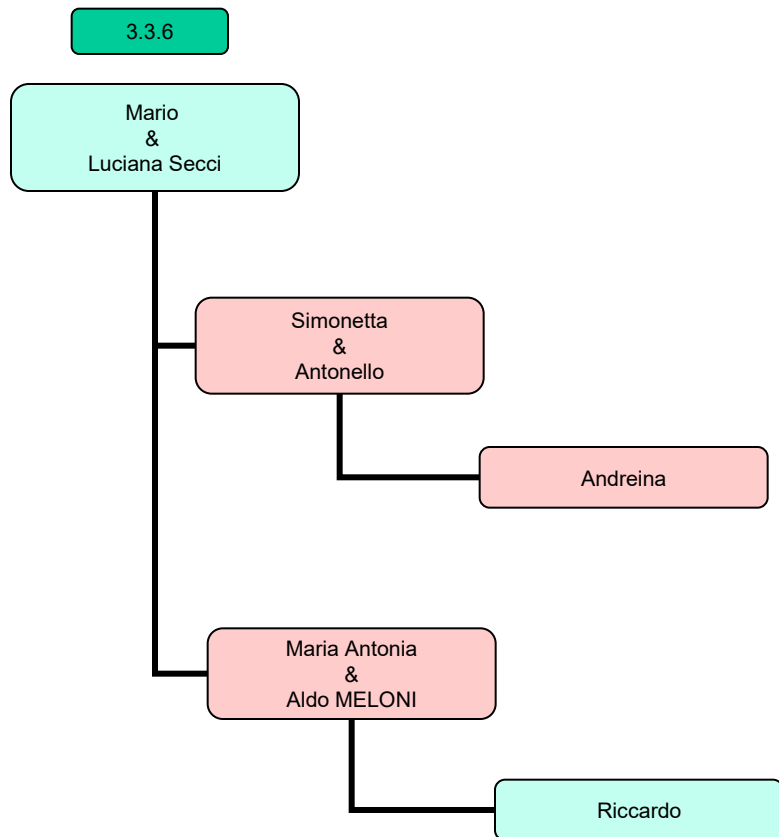 3.3.6
Mario
&
Luciana Secci
Simonetta
&
Antonello
Andreina
Maria Antonia
&
Aldo MELONI
Riccardo